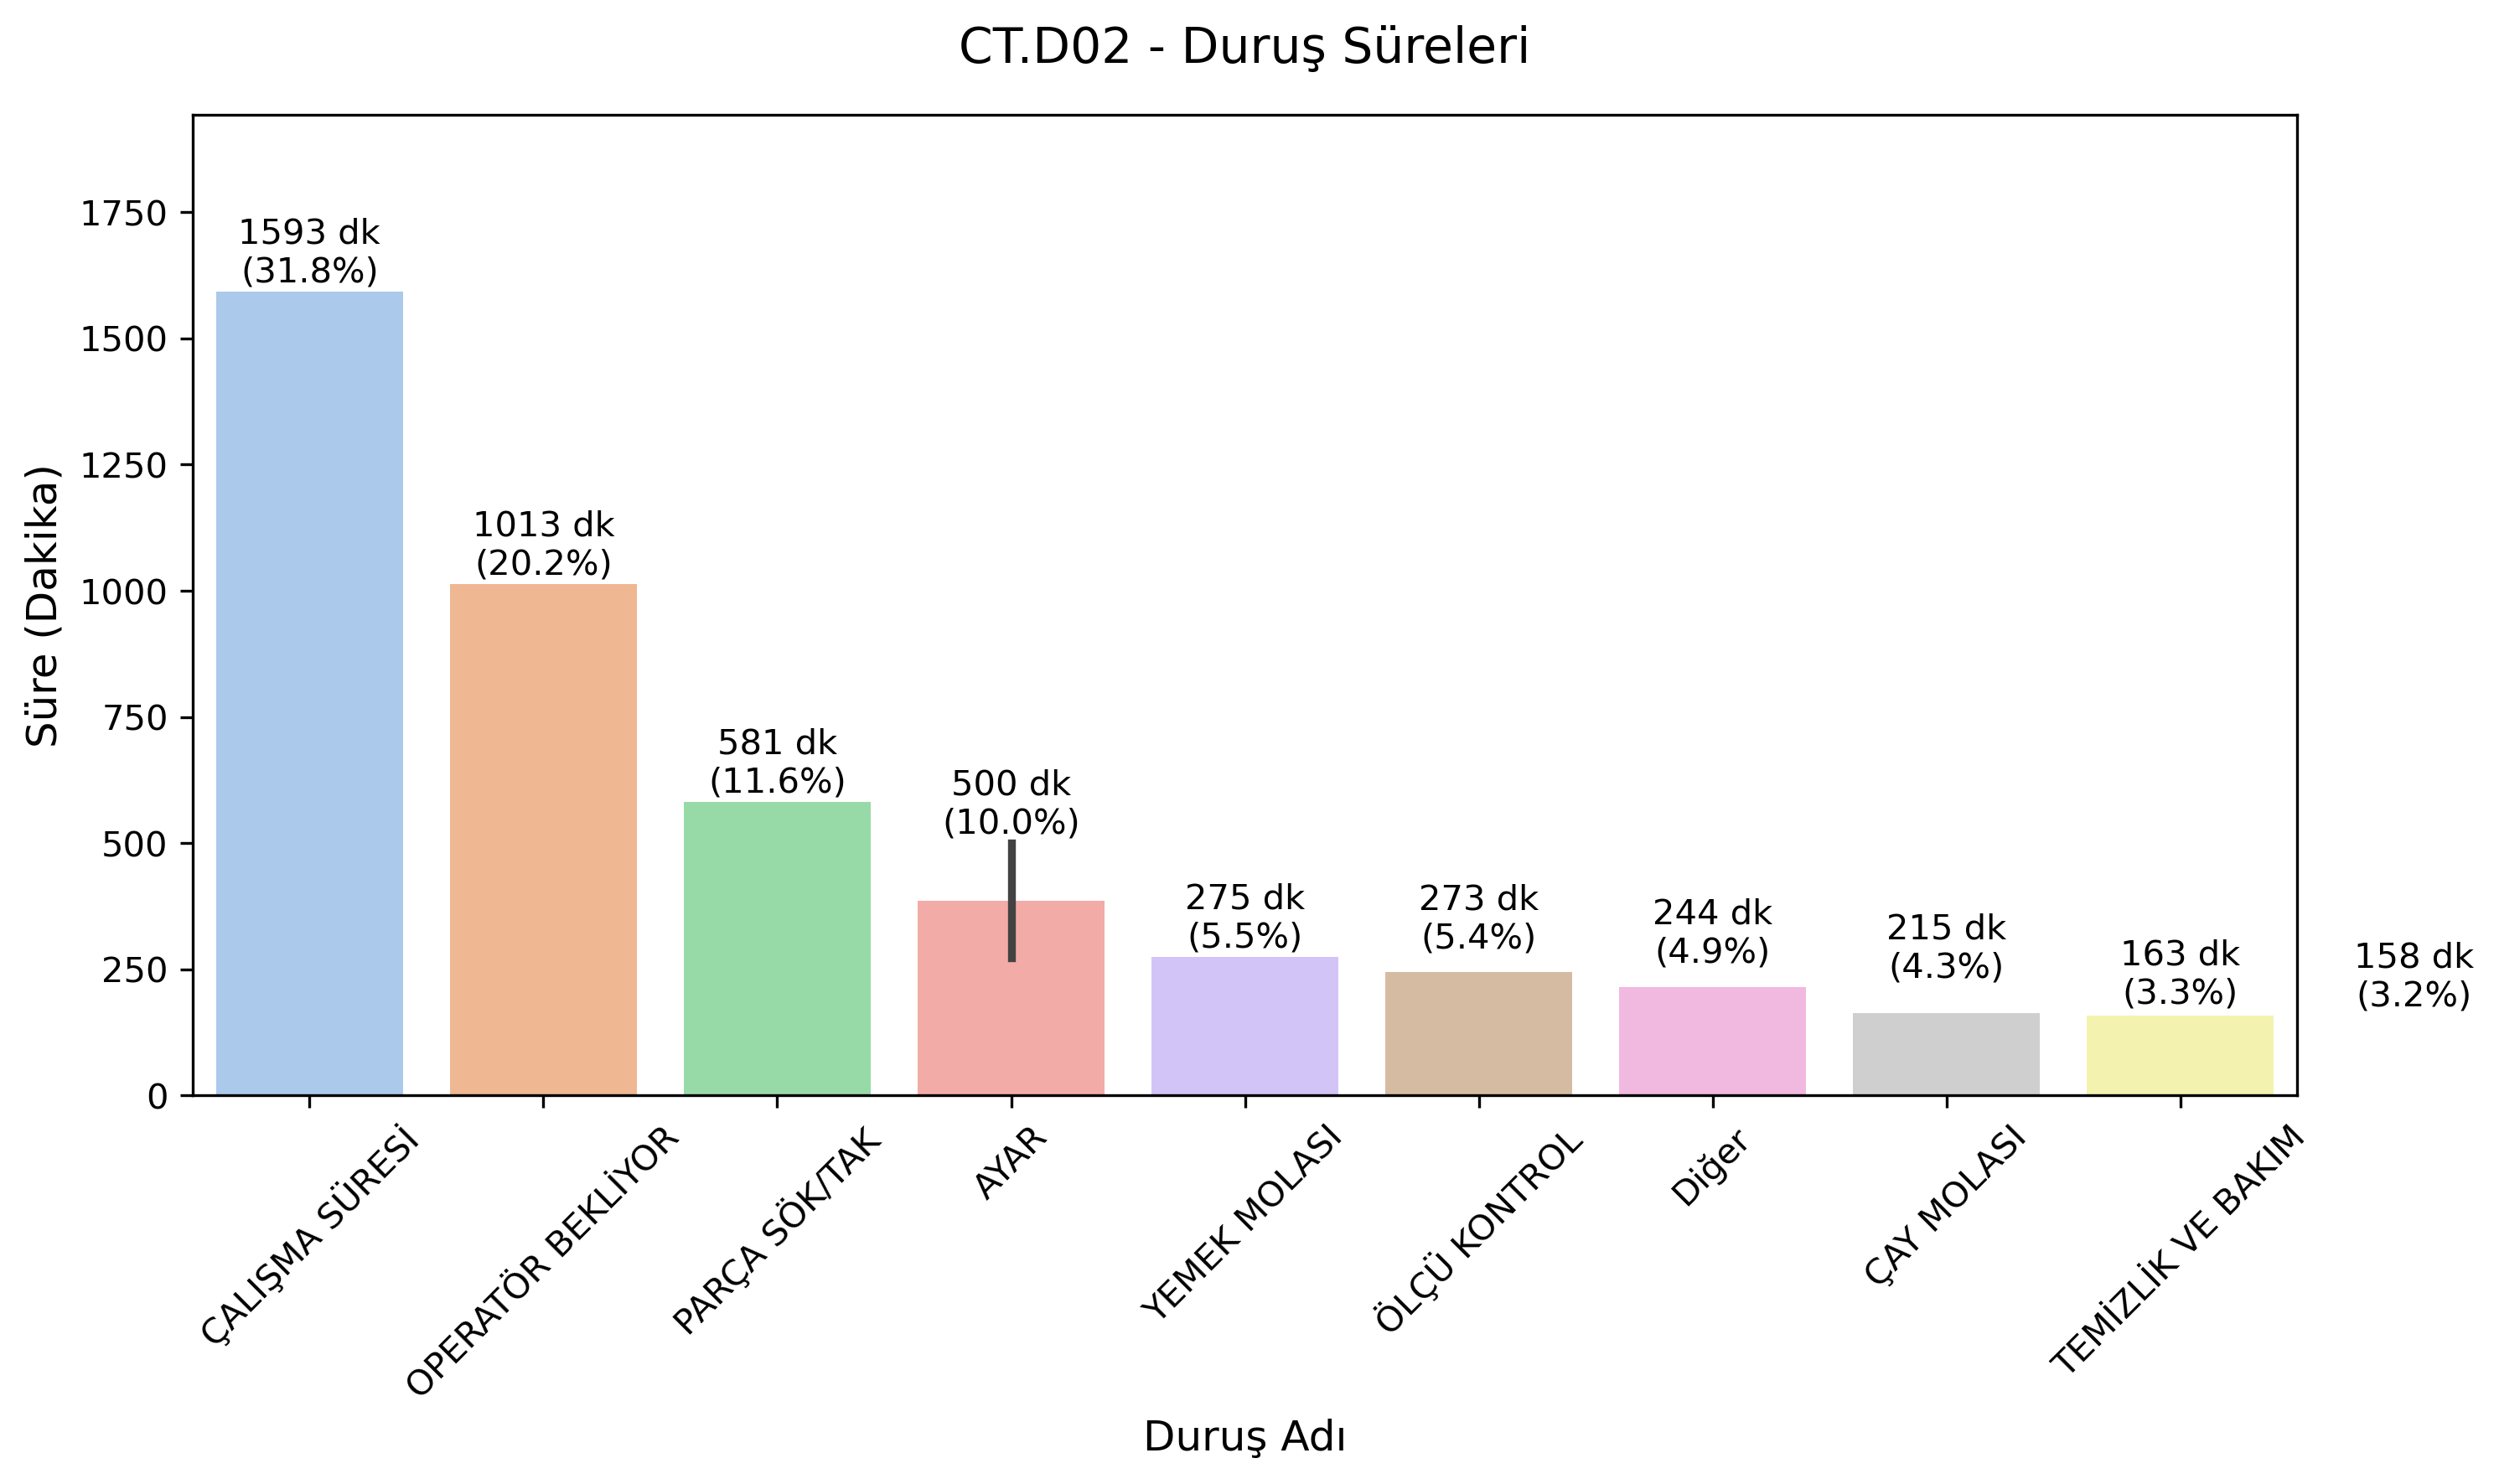 CT.D02 - Duruş Süreleri
Süre (Dakika)
1750
1500
1250
1000
750
500
250
0
1593 dk
(31.8%)
1013 dk
(20.2%)
581 dk
(11.6%)
500 dk
(10.0%)
275 dk
(5.5%)
273 dk
(5.4%)
244 dk
(4.9%)
215 dk
(4.3%)
163 dk
(3.3%)
158 dk
(3.2%)
ÇALIŞMA SÜRESİ
OPERATÖR BEKLİYOR
PARÇA SÖK/TAK
AYAR
YEMEK MOLASI
ÖLÇÜ KONTROL
Diğer
ÇAY MOLASI
TEMİZLİK VE BAKIM
Duruş Adı